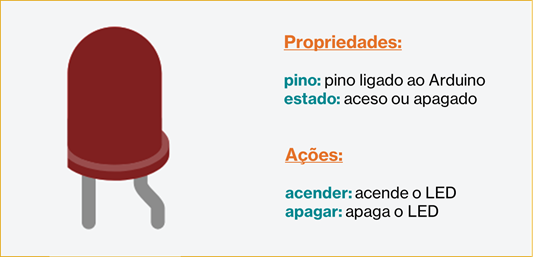 Propriedades:
pino: pino ligado ao Arduino
estado: aceso ou apagado
Ações:
acender: acende o LED
apagar: apaga o LED